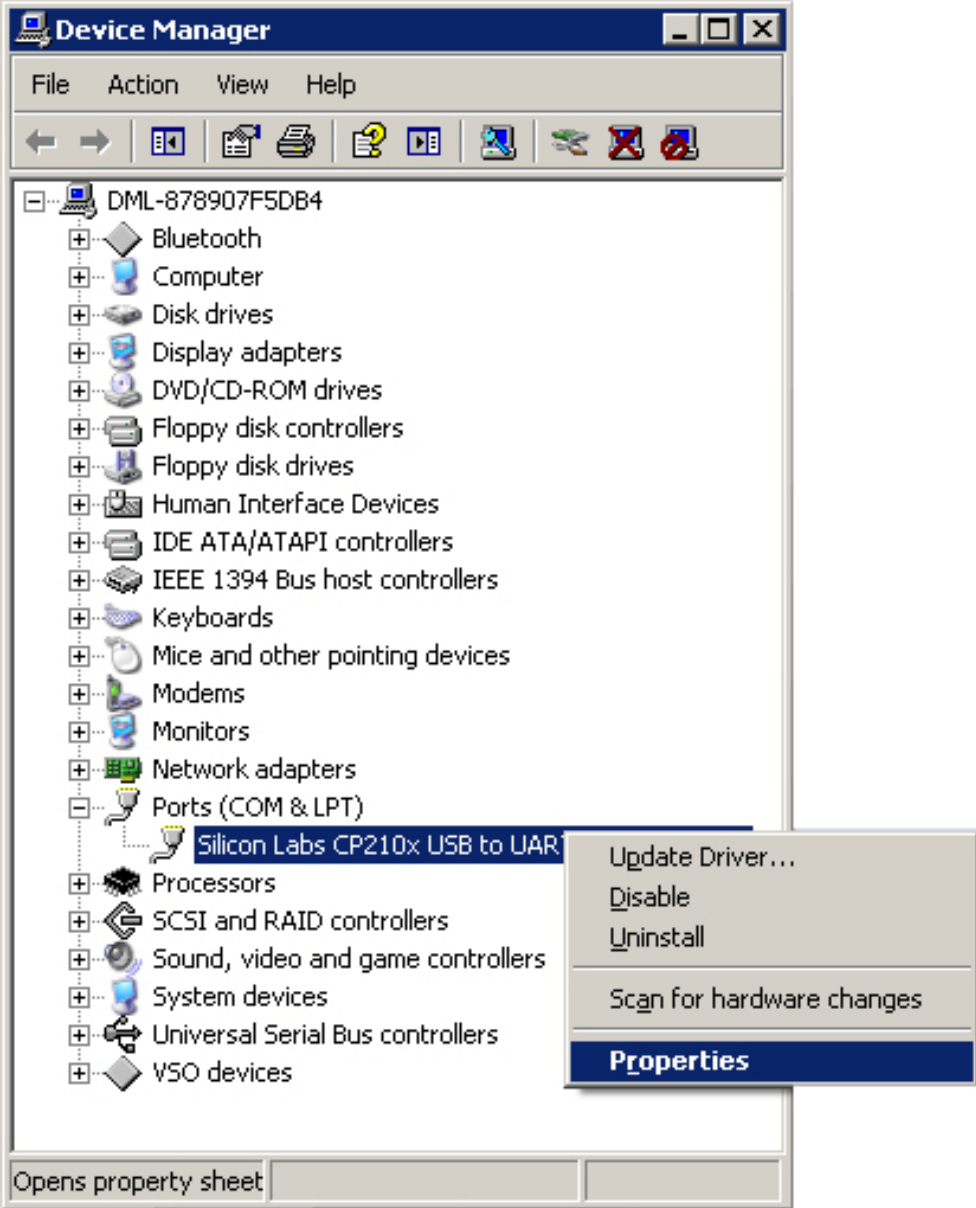 Device Manager
File Action View Help
DML-878907F5DB4
Bluetooth
Computer
Disk drives
Display adapters
DVD/CD-ROM drives
Floppy disk controllers
Floppy disk drives
Human Interface Devices
IDE ATA/ATAPI controllers
IEEE 1394 Bus host controllers
Keyboards
Mice and other pointing devices
Modems
Monitors
Network adapters
Ports (COM & LPT)
Silicon Labs CP210x USB to UAR
Processors
SCSI and RAID controllers
Sound, video and game controllers
System devices
Universal Serial Bus controllers
VSO devices
Update Driver...
Disable
Uninstall
Scan for hardware changes
Properties
Opens property sheet